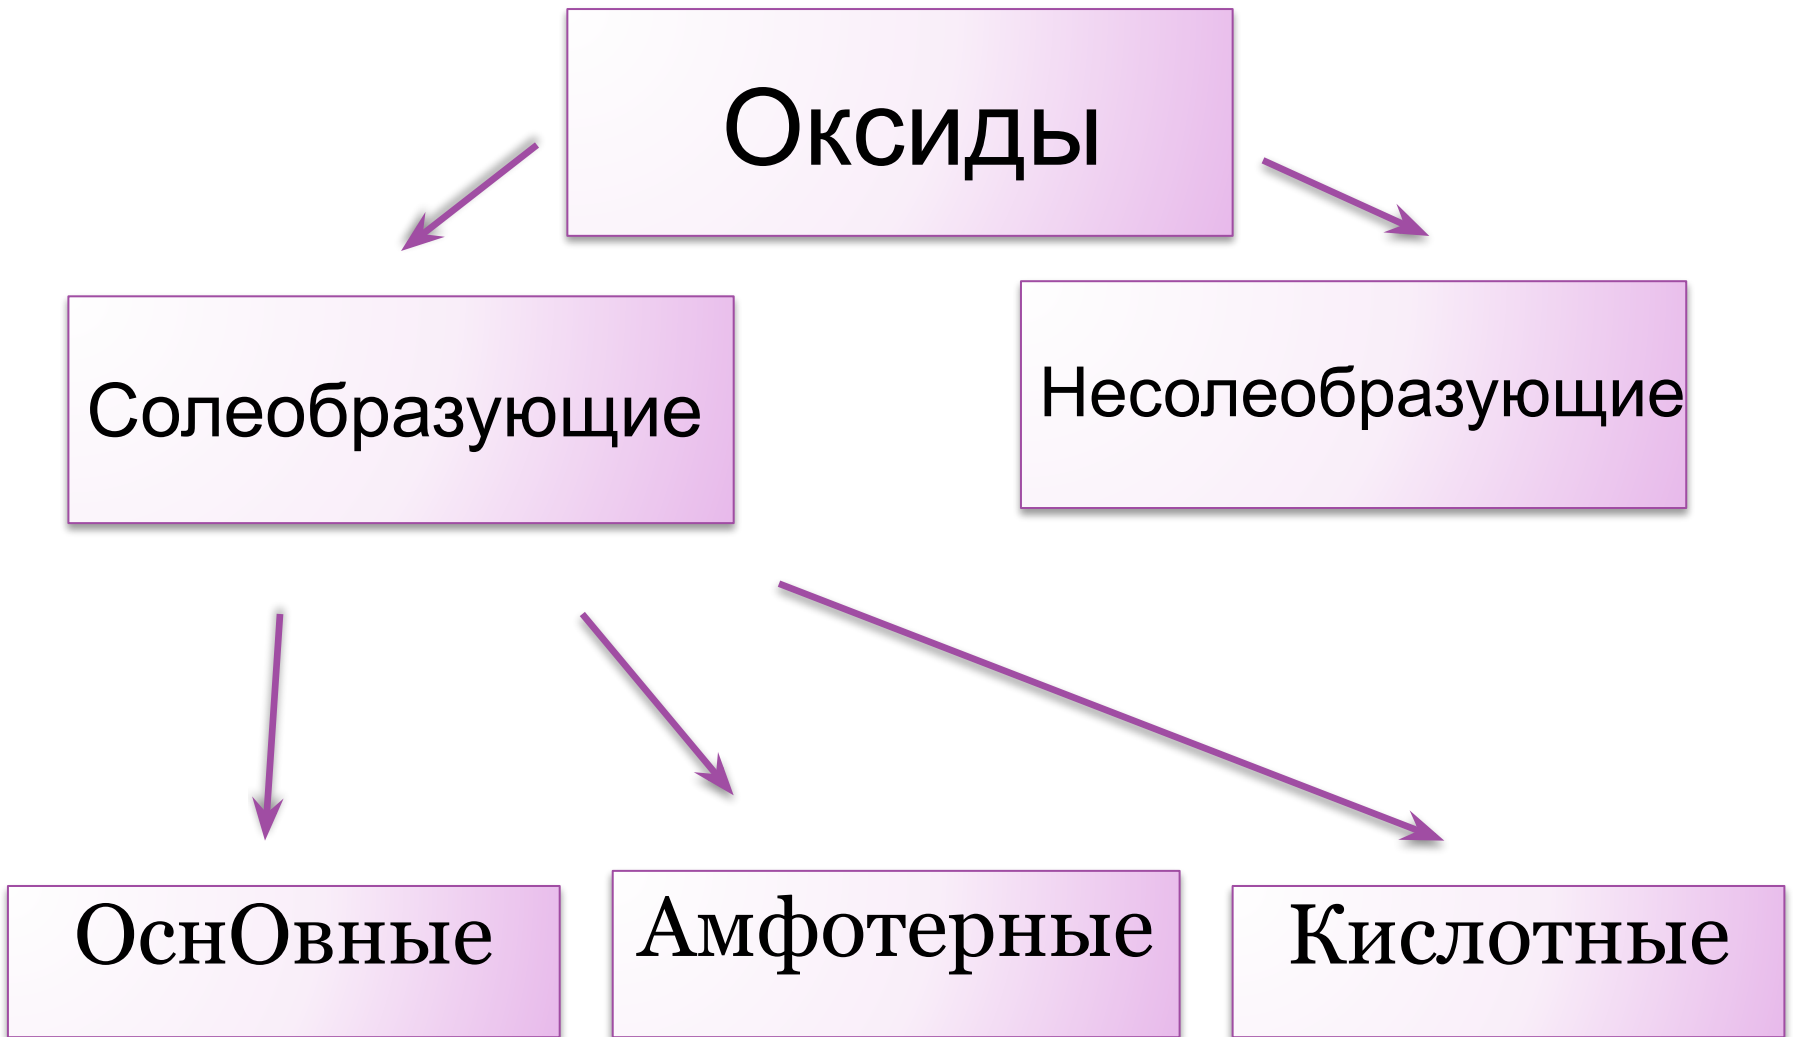 Оксиды
Солеобразующие
Несолеобразующие
ОснОвные
Амфотерные
Кислотные